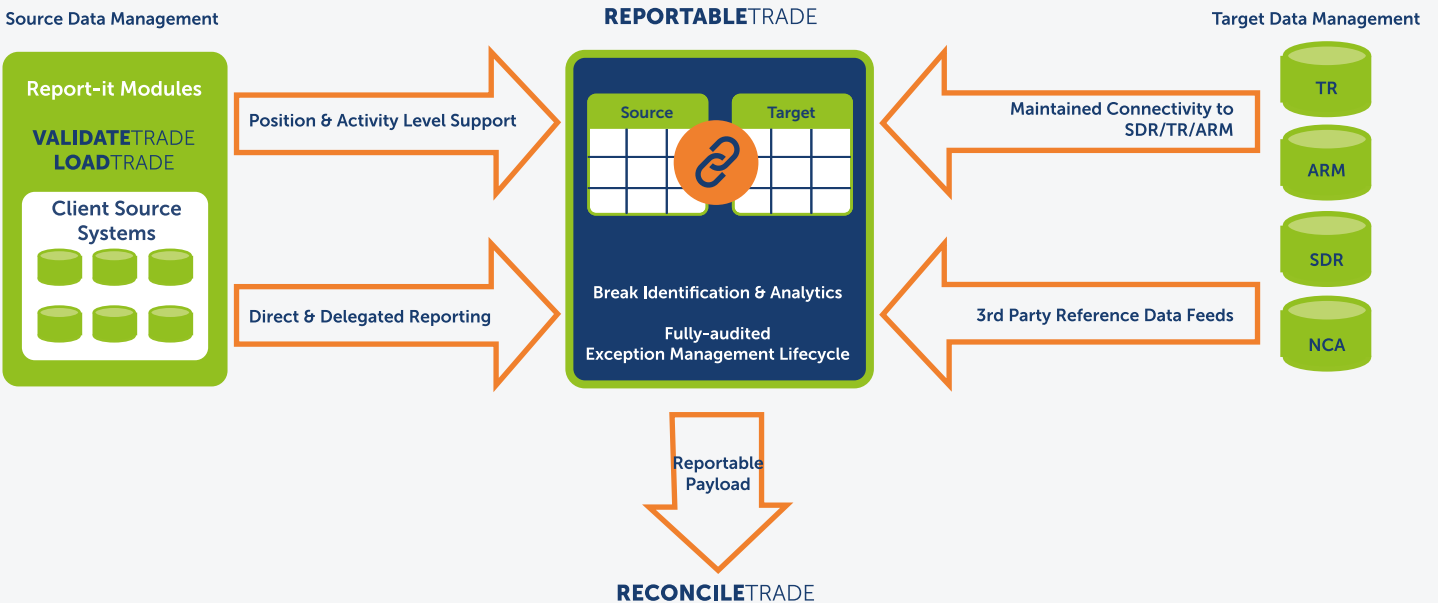 Source Data Management
REPORTABLETRADE
Target Data Management
Report-it Modules
VALIDATETRADE
LOADTRADE
Client Source
Systems
Position & Activity Level Support
Direct & Delegated Reporting
Source
Target
Break Identification & Analytics
Fully-audited
Exception Management Lifecycle
Maintained Connectivity to
SDR/TR/ARM
3rd Party Reference Data Feeds
TR
ARM
SDR
NCA
Reportable
Payload
RECONCILETRADE